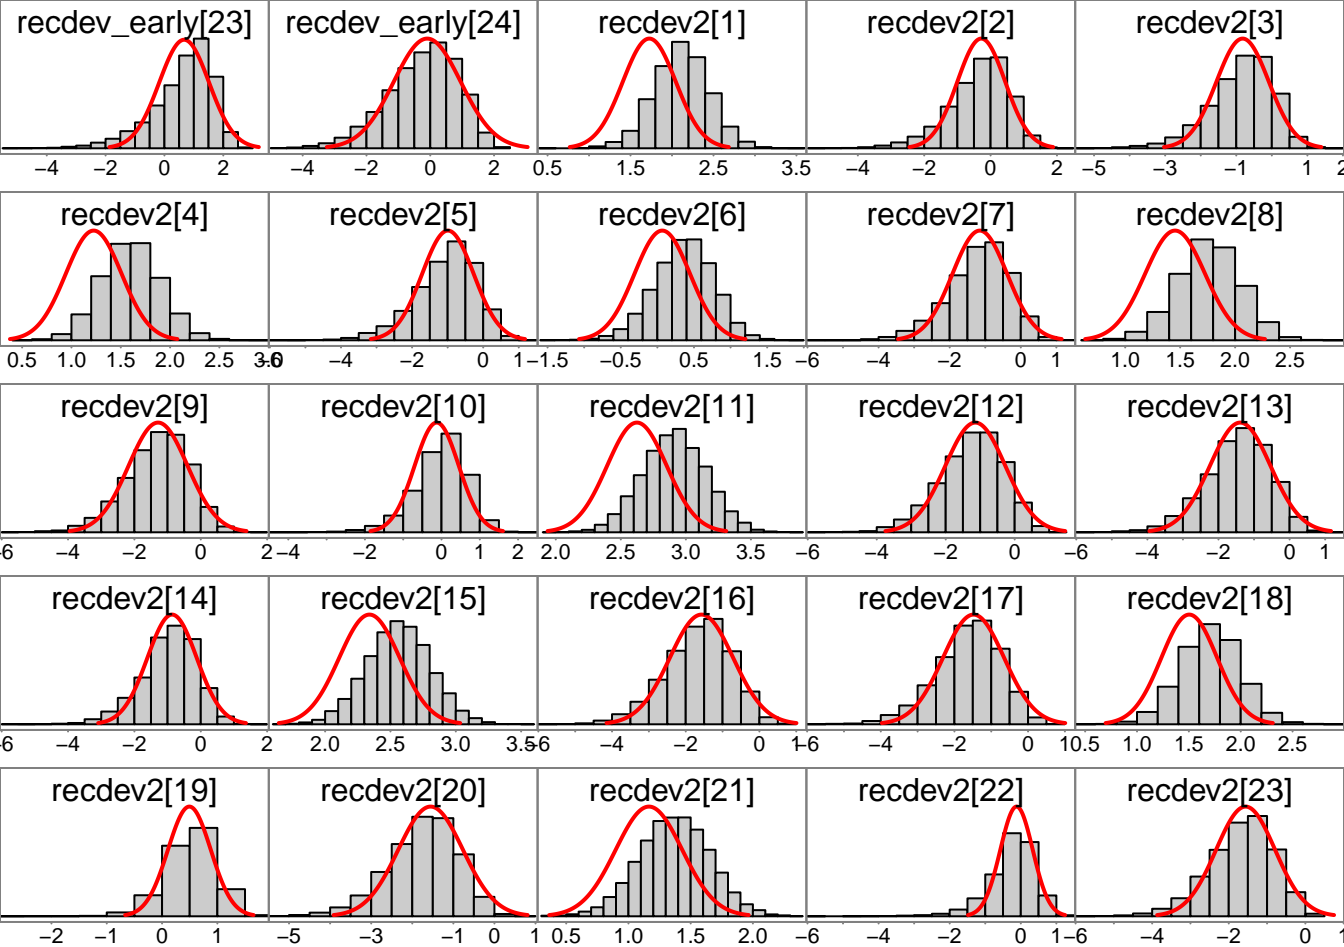 recdev_early[23] recdev_early[24] recdev2[1] recdev2[2] recdev2[3]
−4 −2 0 2 −4 −2 0 2 0.5 1.5 2.5 3.5 −4 −2 0 2 −5 −3 −1 1 2
recdev2[4] recdev2[5] recdev2[6] recdev2[7] recdev2[8]
0.5 1.0 1.5 2.0 2.5 −4 −2 0 −1.5 −0.5 0.5 1.5 −6 −4 −2 0 1 1.0 1.5 2.0 2.5
recdev2[9] recdev2[10] recdev2[11] recdev2[12] recdev2[13]
−6 −4 −2 0 2 −4 −2 0 1 2 2.0 2.5 3.0 3.5 −6 −4 −2 0 −6 −4 −2 0 1
recdev2[14] recdev2[15] recdev2[16] recdev2[17] recdev2[18]
−6 −4 −2 0 2 2.0 2.5 3.0 3.5 −6 −4 −2 0 1 −6 −4 −2 0 1 0.5 1.0 1.5 2.0 2.5
recdev2[19] recdev2[20] recdev2[21] recdev2[22] recdev2[23]
−2 −1 0 1 −5 −3 −1 0 1 0.5 1.0 1.5 2.0 −4 −2 0 1 −6 −4 −2 0